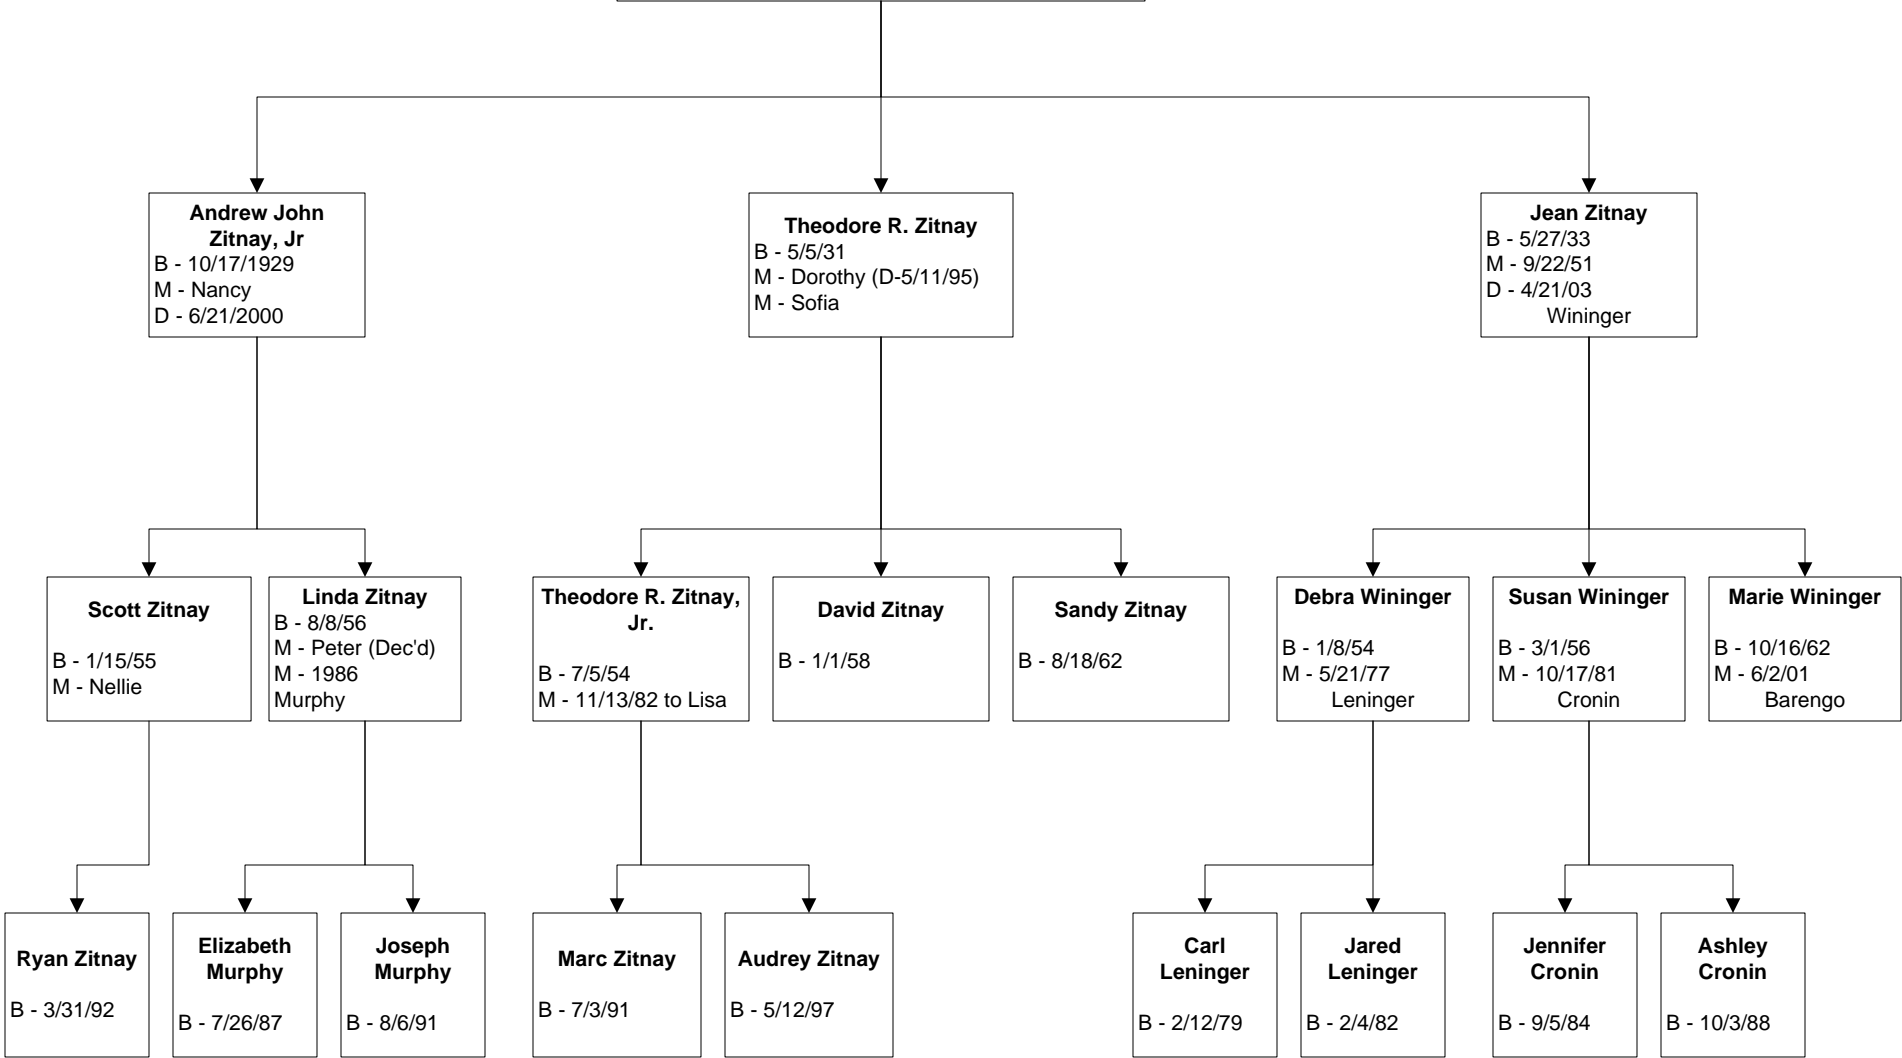 Andrew John
Zitnay, Jr
B - 10/17/1929
M - Nancy
D - 6/21/2000
Theodore R. Zitnay
B - 5/5/31
M - Dorothy (D-5/11/95)
M - Sofia
Jean Zitnay
B - 5/27/33
M - 9/22/51
D - 4/21/03
Wininger
Scott Zitnay
B - 1/15/55
M - Nellie
Linda Zitnay
B - 8/8/56
M - Peter (Dec'd)
M - 1986
Murphy
Theodore R. Zitnay,
Jr.
B - 7/5/54
M - 11/13/82 to Lisa
David Zitnay
B - 1/1/58
Sandy Zitnay
B - 8/18/62
Debra Wininger
B - 1/8/54
M - 5/21/77
Leninger
Susan Wininger
B - 3/1/56
M - 10/17/81
Cronin
Marie Wininger
B - 10/16/62
M - 6/2/01
Barengo
Ryan Zitnay
B - 3/31/92
Elizabeth
Murphy
B - 7/26/87
Joseph
Murphy
B - 8/6/91
Marc Zitnay
B - 7/3/91
Audrey Zitnay
B - 5/12/97
Carl
Leninger
B - 2/12/79
Jared
Leninger
B - 2/4/82
Jennifer
Cronin
B - 9/5/84
Ashley
Cronin
B - 10/3/88